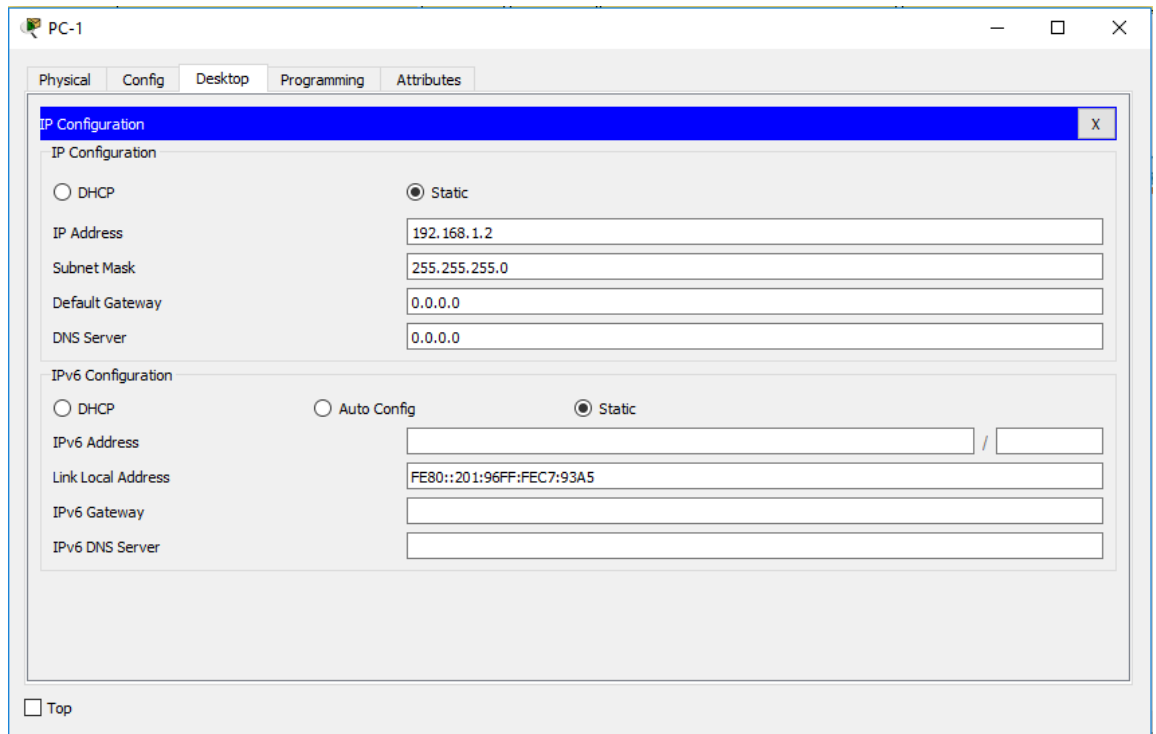 PC-1
Physical Config Desktop Programming Attributes
IP Configuration X
IP Configuration
DHCP Static
IP Address 192.168.1.2
Subnet Mask 255.255.255.0
Default Gateway 0.0.0.0
DNS Server 0.0.0.0
IPv6 Configuration
DHCP Auto Config Static
IPv6 Address /
Link Local Address FE80::201:96FF:FEC7:93A5
IPv6 Gateway
IPv6 DNS Server
Top